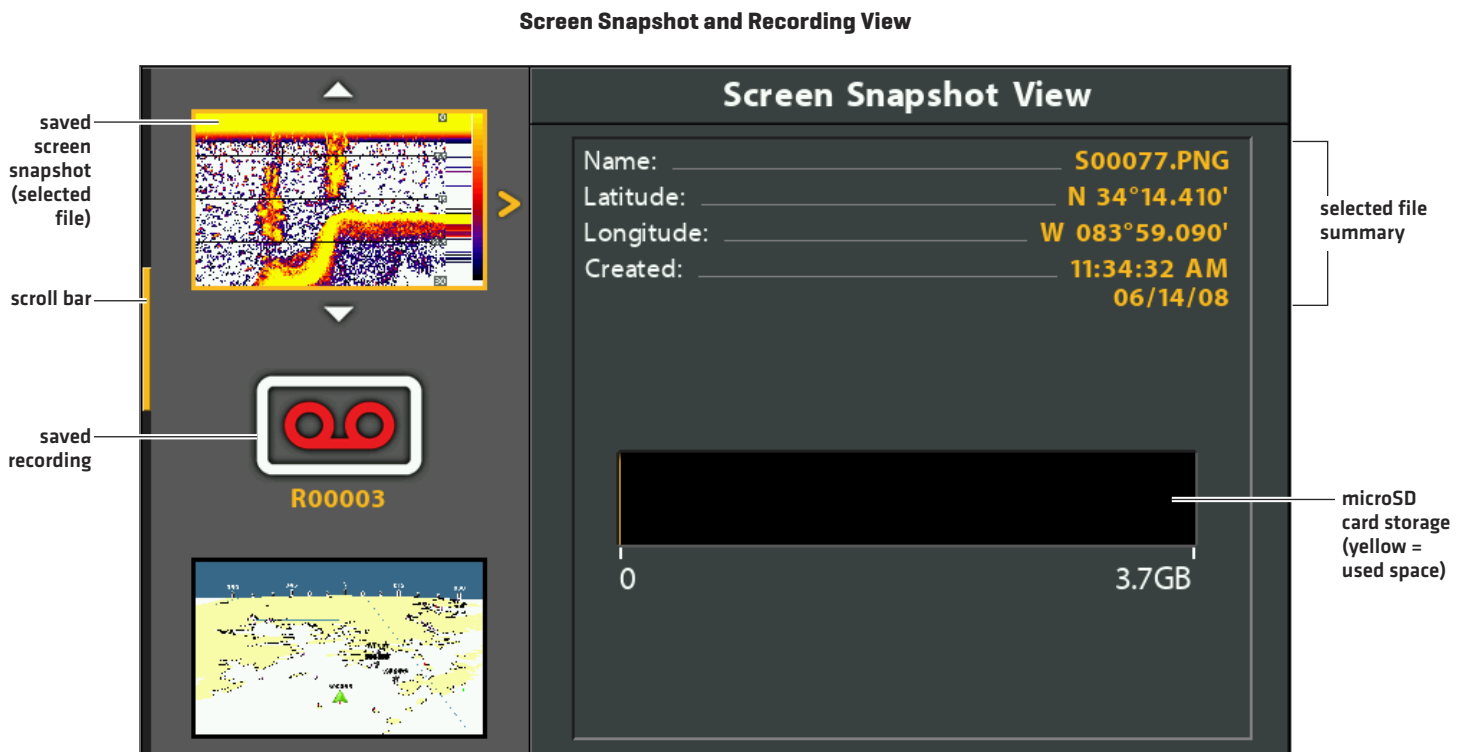 Screen Snapshot and Recording View
saved
screen
snapshot
(selected
file)
scroll bar
saved
recording
0
30
R00003
Screen Snapshot View
Name: S00077.PNG
Latitude: N 34°14.410'
Longitude: W 083°59.090'
Created: 11:34:32 AM
06/14/08
selected file
summary
0
3.7GB
microSD
card storage
(yellow =
used space)